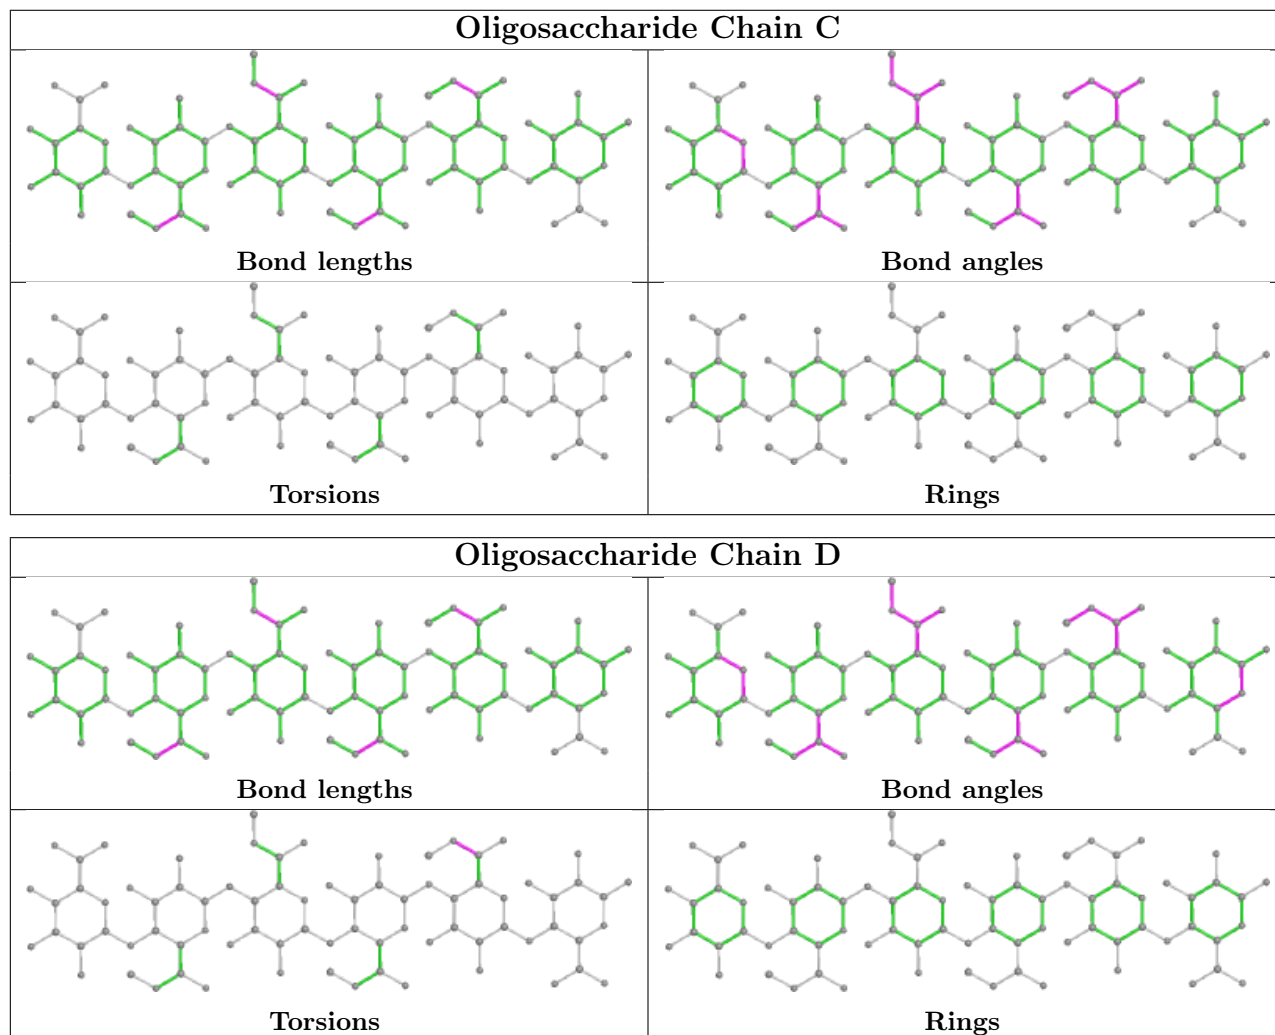 Oligosaccharide Chain C
Bond lengths
Bond angles
Torsions
Rings
Oligosaccharide Chain D
Bond lengths
Bond angles
Torsions
Rings